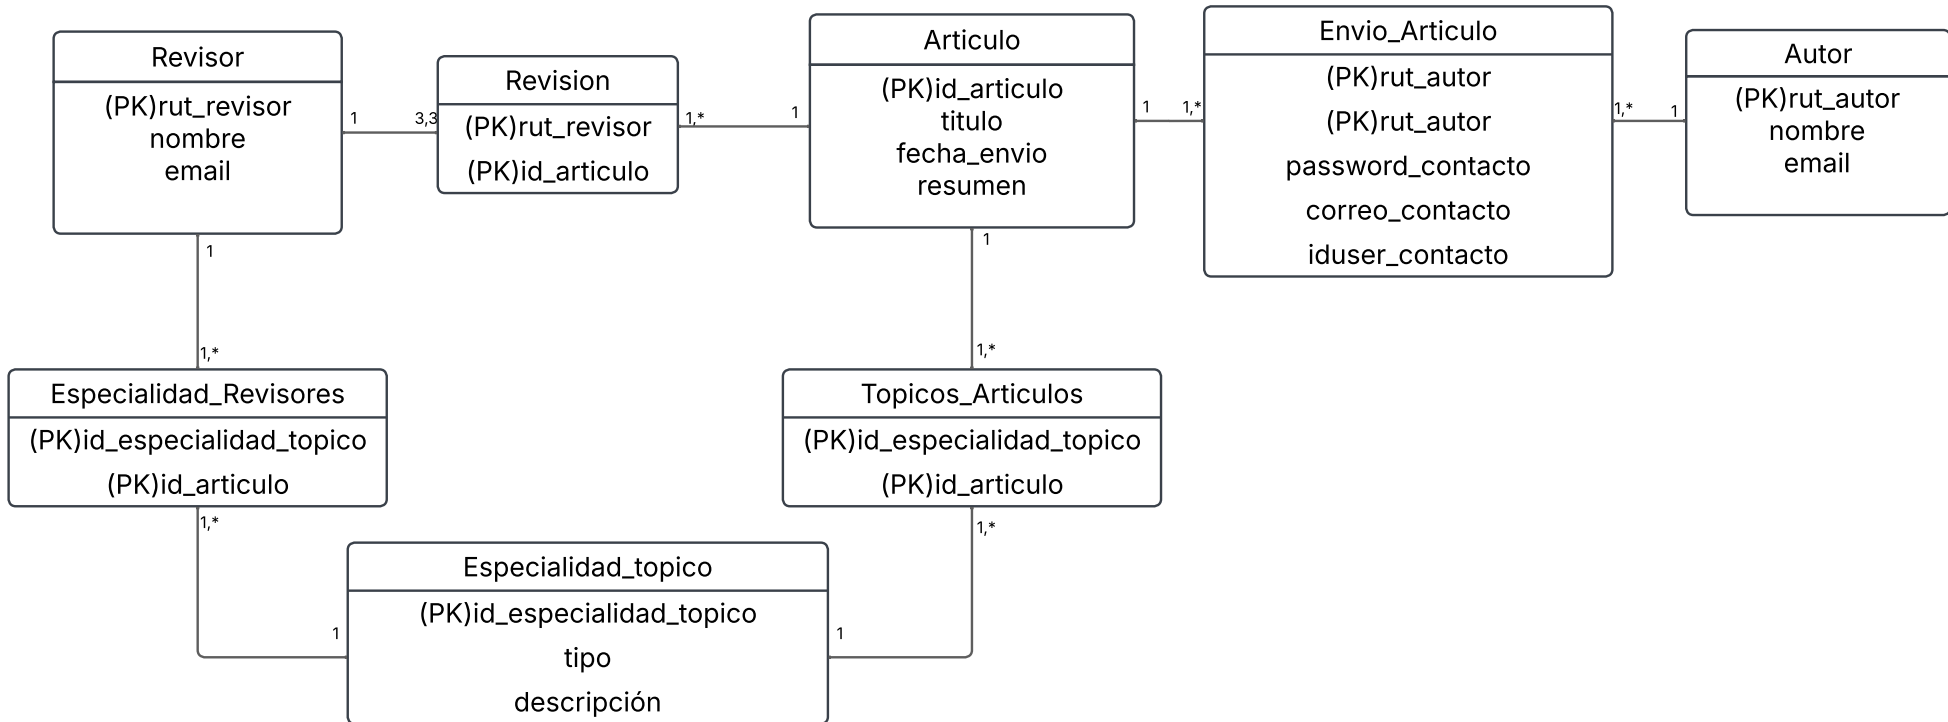 Revisor
(PK)rut_revisor
nombre
email
1
3,3
Revision
(PK)rut_revisor
(PK)id_articulo
1,*
1
Articulo
(PK)id_articulo
titulo
fecha_envio
resumen
1
1,*
Envio_Articulo
(PK)rut_autor
(PK)rut_autor
password_contacto
correo_contacto
iduser_contacto
1,*
1
Autor
(PK)rut_autor
nombre
email
1
1,*
1
1,*
Especialidad_Revisores
(PK)id_especialidad_topico
(PK)id_articulo
1,*
Topicos_Articulos
(PK)id_especialidad_topico
(PK)id_articulo
1,*
1
Especialidad_topico
(PK)id_especialidad_topico
tipo
descripción
1